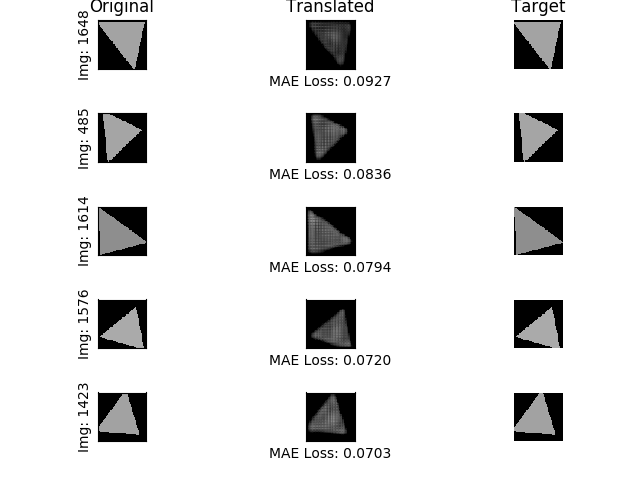 Original Translated Target
Img: 1648
MAE Loss: 0.0927
Img: 485
MAE Loss: 0.0836
Img: 1614
MAE Loss: 0.0794
Img: 1576
MAE Loss: 0.0720
Img: 1423
MAE Loss: 0.0703